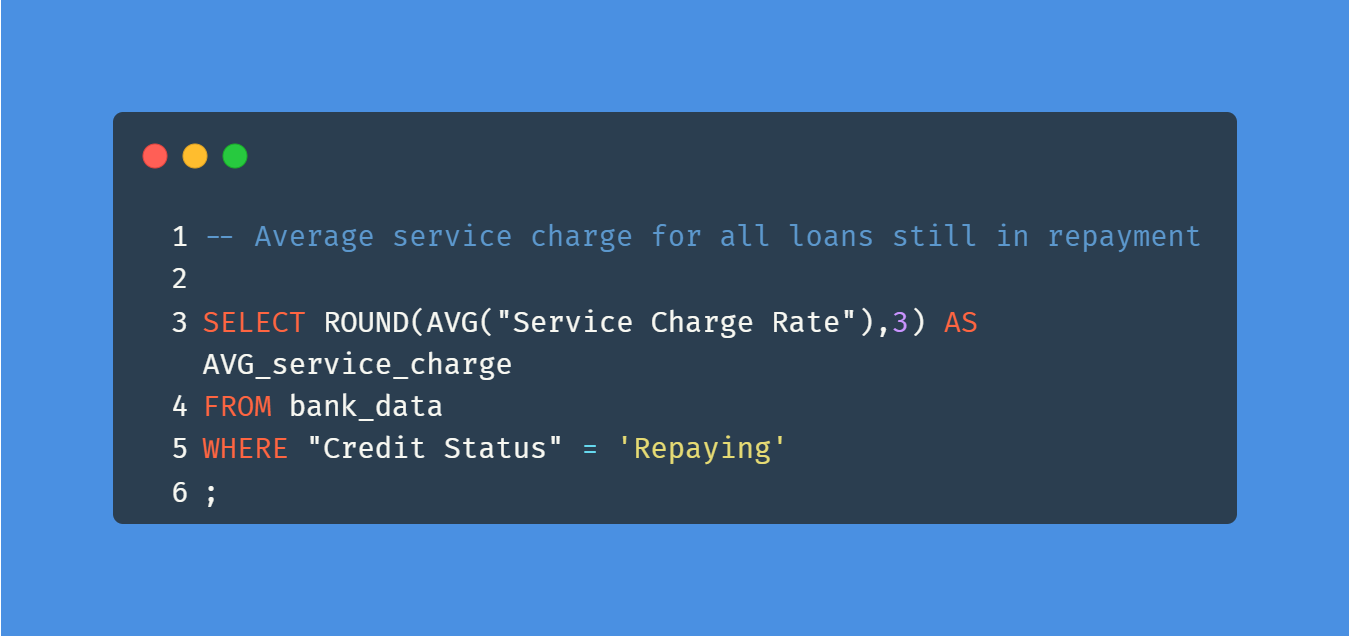 1 -- Average service charge for all loans still in repayment
2
3 SELECT ROUND(AVG("Service Charge Rate"),3) AS
AVG_service_charge
4 FROM bank_data
5 WHERE "Credit Status" = 'Repaying'
6 ;